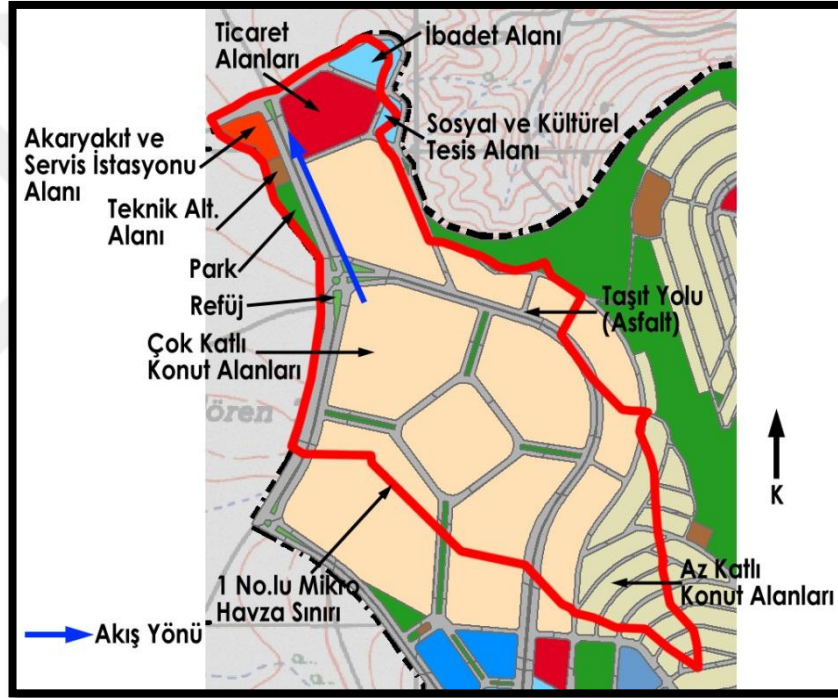 Ticaret
Alanları
İbadet Alanı
Akaryakıt ve
Servis İstasyonu
Alanı
Sosyal ve Kültürel
Tesis Alanı
Teknik Alt.
Alanı
Park
Refüj
Taşıt Yolu
(Asfalt)
Çok Katlı
Konut Alanları
ören
K
1 No.lu Mikro
Havza Sınırı
Az Katlı
Konut Alanları
Akış Yönü